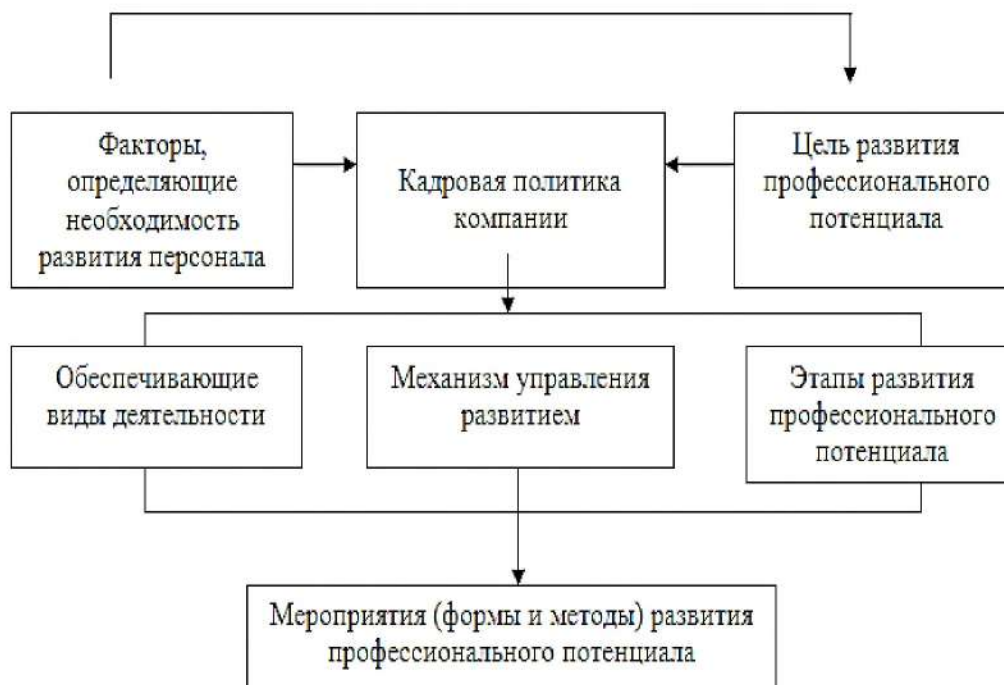 Факторы,
определяющие
необходимость
развития персонала
Кадровая политика
компании
Цель развития
профессионального
потенциала
Обеспечивающие
виды деятельности
Механизм управления
развитием
Этапы развития
профессионального
потенциала
Мероприятия (формы и методы) развития
профессионального потенциала